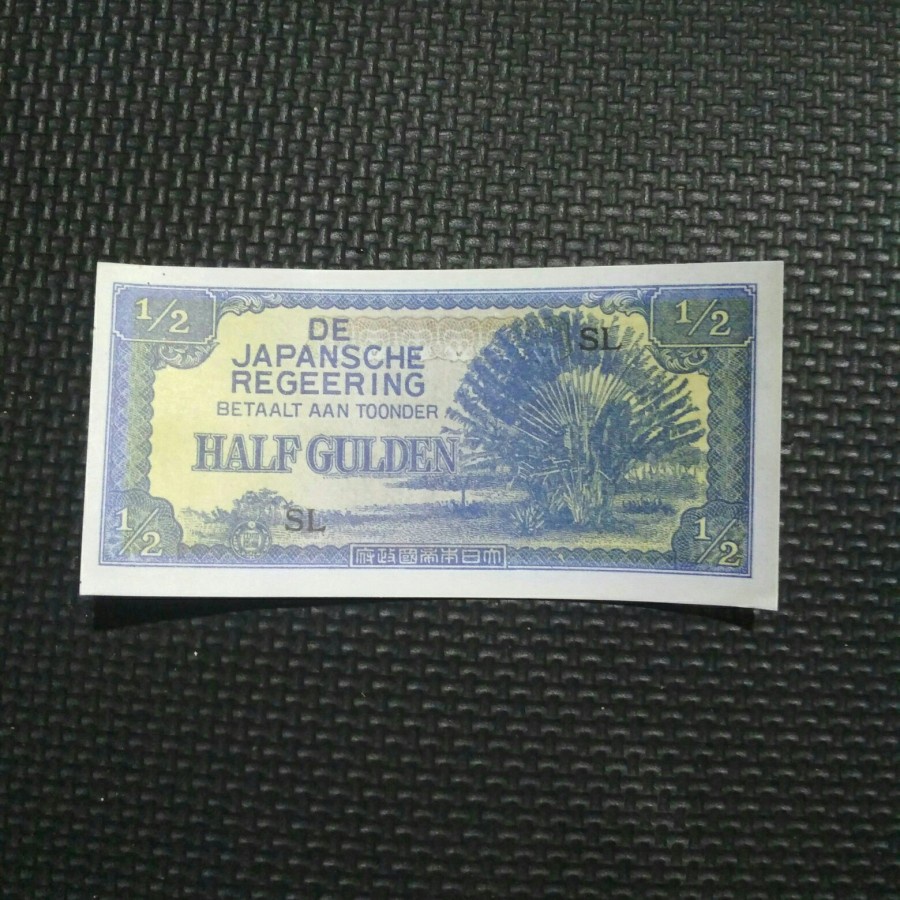 1/2
1/2
DE
SL
JAPANSCHE
REGEERING
BETAALT AAN TOONDER
HALF GULDEN
SL
1/2
府政國帝本日大
1/2